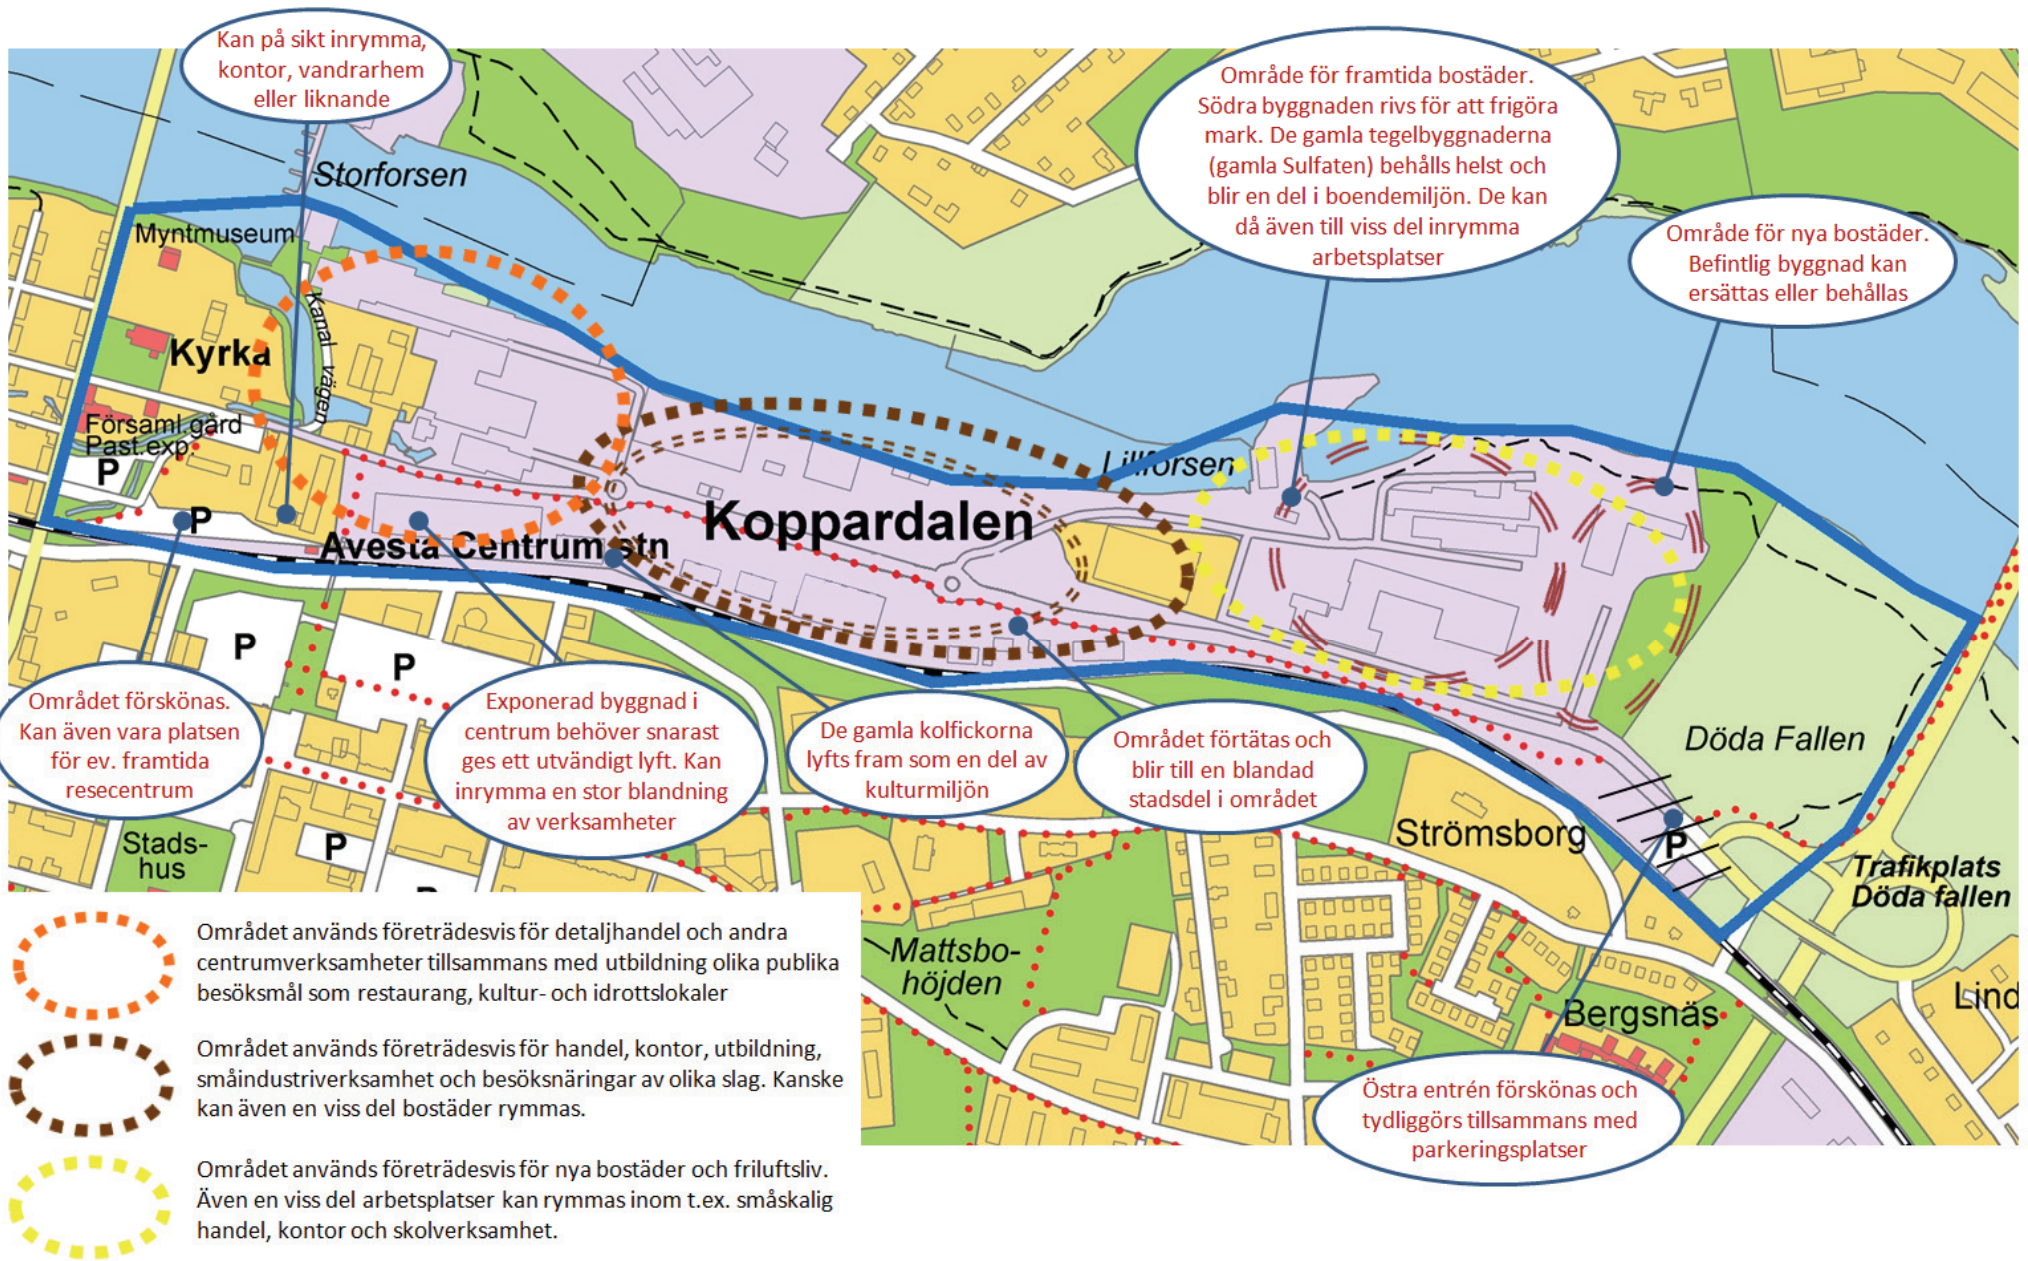 Kan på sikt inrymma,
kontor, vandrarhem
eller liknande
Område för framtida bostäder.
Södra byggnaden rivs för att frigöra
mark. De gamla tegelbyggnaderna
(gamla Sulfaten) behålls helst och
blir en del i boendemiljön. De kan
då även till viss del inrymma
arbetsplatser
Område för nya bostäder.
Befintlig byggnad kan
ersättas eller behållas
Storforsen
Myntmuseum
Kanal vägen
Kyrka
Församl.gård
Past.exp.
P
P
Lillforsen
Koppardalen
Avesta Centrum stn
P
P
Området förskönas.
Kan även vara platsen
för ev. framtida
resecentrum
Exponerad byggnad i
centrum behöver snarast
ges ett utvändigt lyft. Kan
inrymma en stor blandning
av verksamheter
De gamla kolfickorna
lyfts fram som en del av
kulturmiljön
Området förtätas och
blir till en blandad
stadsdel i området
Döda Fallen
Strömsborg
P
Trafikplats
Döda fallen
Stads-
hus
P
Mattsbo-
höjden
Bergsnäs
Lind
Östra entrén förskönas och
tydliggörs tillsammans med
parkeringsplatser
Området används företrädesvis för detaljhandel och andra
centrumverksamheter tillsammans med utbildning olika publika
besöksmål som restaurang, kultur- och idrottslokaler
Området används företrädesvis för handel, kontor, utbildning,
småindustriverksamhet och besöksnäringar av olika slag. Kanske
kan även en viss del bostäder rymmas.
Området används företrädesvis för nya bostäder och friluftsliv.
Även en viss del arbetsplatser kan rymmas inom t.ex. småskalig
handel, kontor och skolverksamhet.